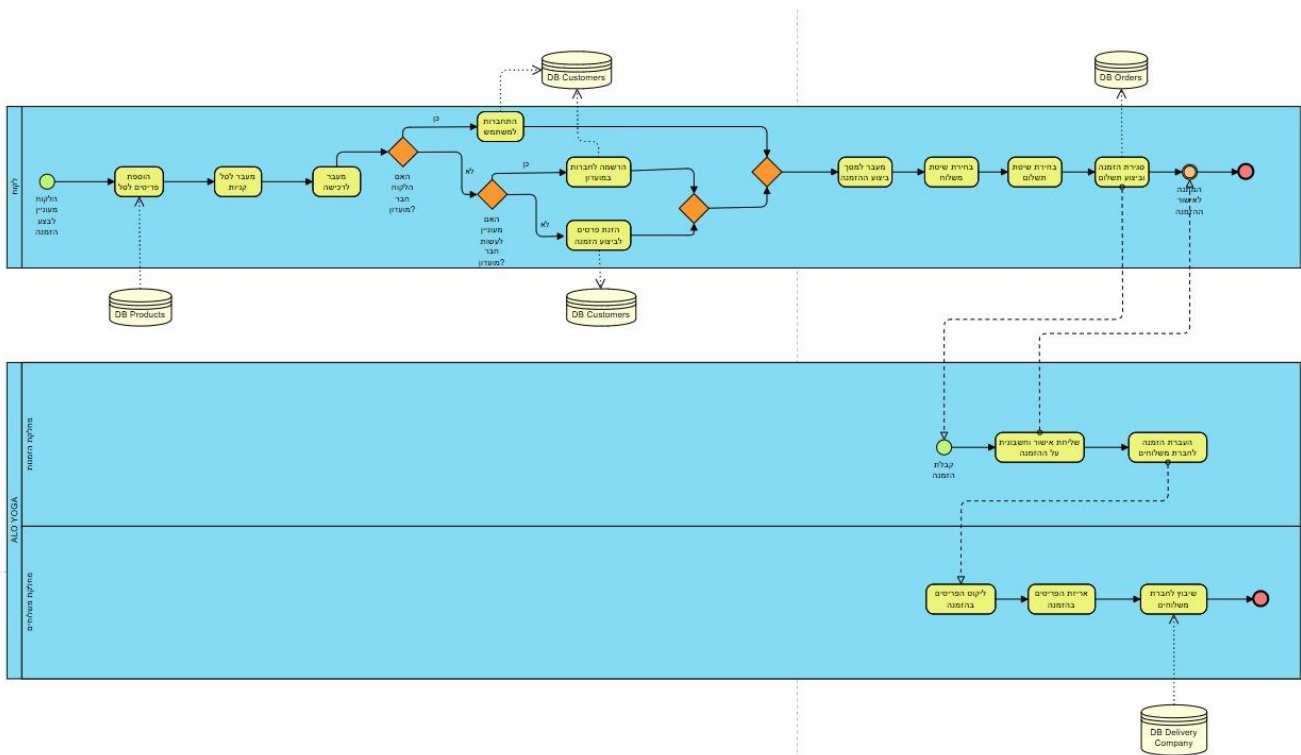 DB Customers
DB Orders
לקוח
הלקוח
מעוניין
לבצע
הזמנה
הוספת
פריטים לסל
מעבר לסל
קניות
מעבר
לרכישה
האם
הלקוח
חבר
מועדון?
כן
לא
התחברות
למשתמש
האם
מעוניין
לעשות
חבר
מועדון?
כן
לא
הרשמה לחברות
במועדון
הזנת פרטים
לביצוע הזמנה
מעבר למסך
ביצוע ההזמנה
בחירת שיטת
משלוח
בחירת שיטת
תשלום
סגירת הזמנה
וביצוע תשלום
המתנה
לאישור
ההזמנה
DB Products
DB Customers
ALO YOGA
מחלקת הזמנות
קבלת
הזמנה
שליחת אישור וחשבונית
על ההזמנה
העברת הזמנה
לחברת משלוחים
מחלקת משלוחים
ליקוט הפריטים
בהזמנה
אריזת הפריטים
בהזמנה
שיבוץ לחברת
משלוחים
DB Delivery
Company